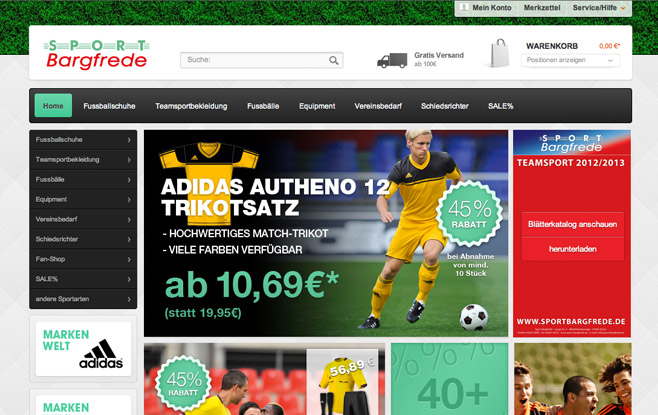 Mein Konto Merkzettel Service/Hilfe
SPORT
Bargfrede
Suche:
Gratis Versand
ab 100€
WARENKORB 0,00 €*
Positionen anzeigen
Home Fussballschuhe Teamsportbekleidung Fussbälle Equipment Vereinsbedarf Schiedsrichter SALE%
Fussballschuhe
Teamsportbekleidung
Fussbälle
Equipment
Vereinsbedarf
Schiedsrichter
Fan-Shop
SALE%
andere Sportarten
MARKEN
WELT
adidas
MARKEN
ADIDAS AUTHENO 12
TRIKOTSATZ
- HOCHWERTIGES MATCH-TRIKOT
- VIELE FARBEN VERFÜGBAR
ab 10,69€*
(statt 19,95€)
45%
RABATT
bei Abnahme
von mind.
10 Stück
SPORT
Bargfrede
TEAMSPORT 2012/2013
Blätterkatalog anschauen
herunterladen
WWW.SPORTBARGFREDE.DE
45%
RABATT
56,89 €
%%%%
40+